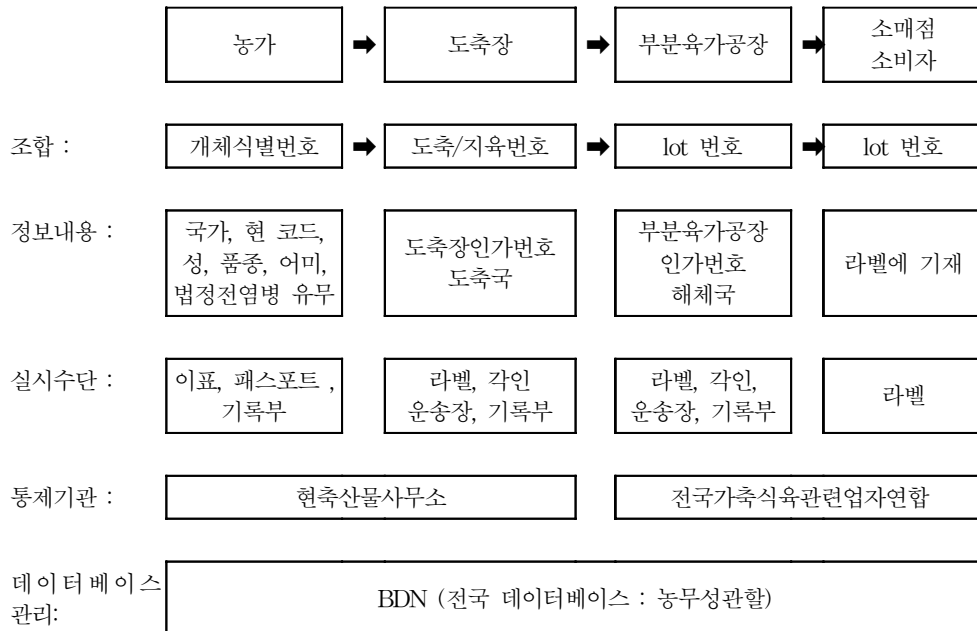 농가 ➡ 도축장 ➡ 부분육가공장 ➡ 소매점
소비자
조합 : 개체식별번호 ➡ 도축/지육번호 ➡ lot 번호 ➡ lot 번호
정보내용 :
국가, 현 코드,
성, 품종, 어미,
법정전염병 유무
도축장인가번호
도축국
부분육가공장
인가번호
해체국
라벨에 기재
실시수단 :
이표, 패스포트 ,
기록부
라벨, 각인
운송장, 기록부
라벨, 각인,
운송장, 기록부
라벨
통제기관 : 현축산물사무소 전국가축식육관련업자연합
데이터베이스
관리:
BDN (전국 데이터베이스 : 농무성관할)